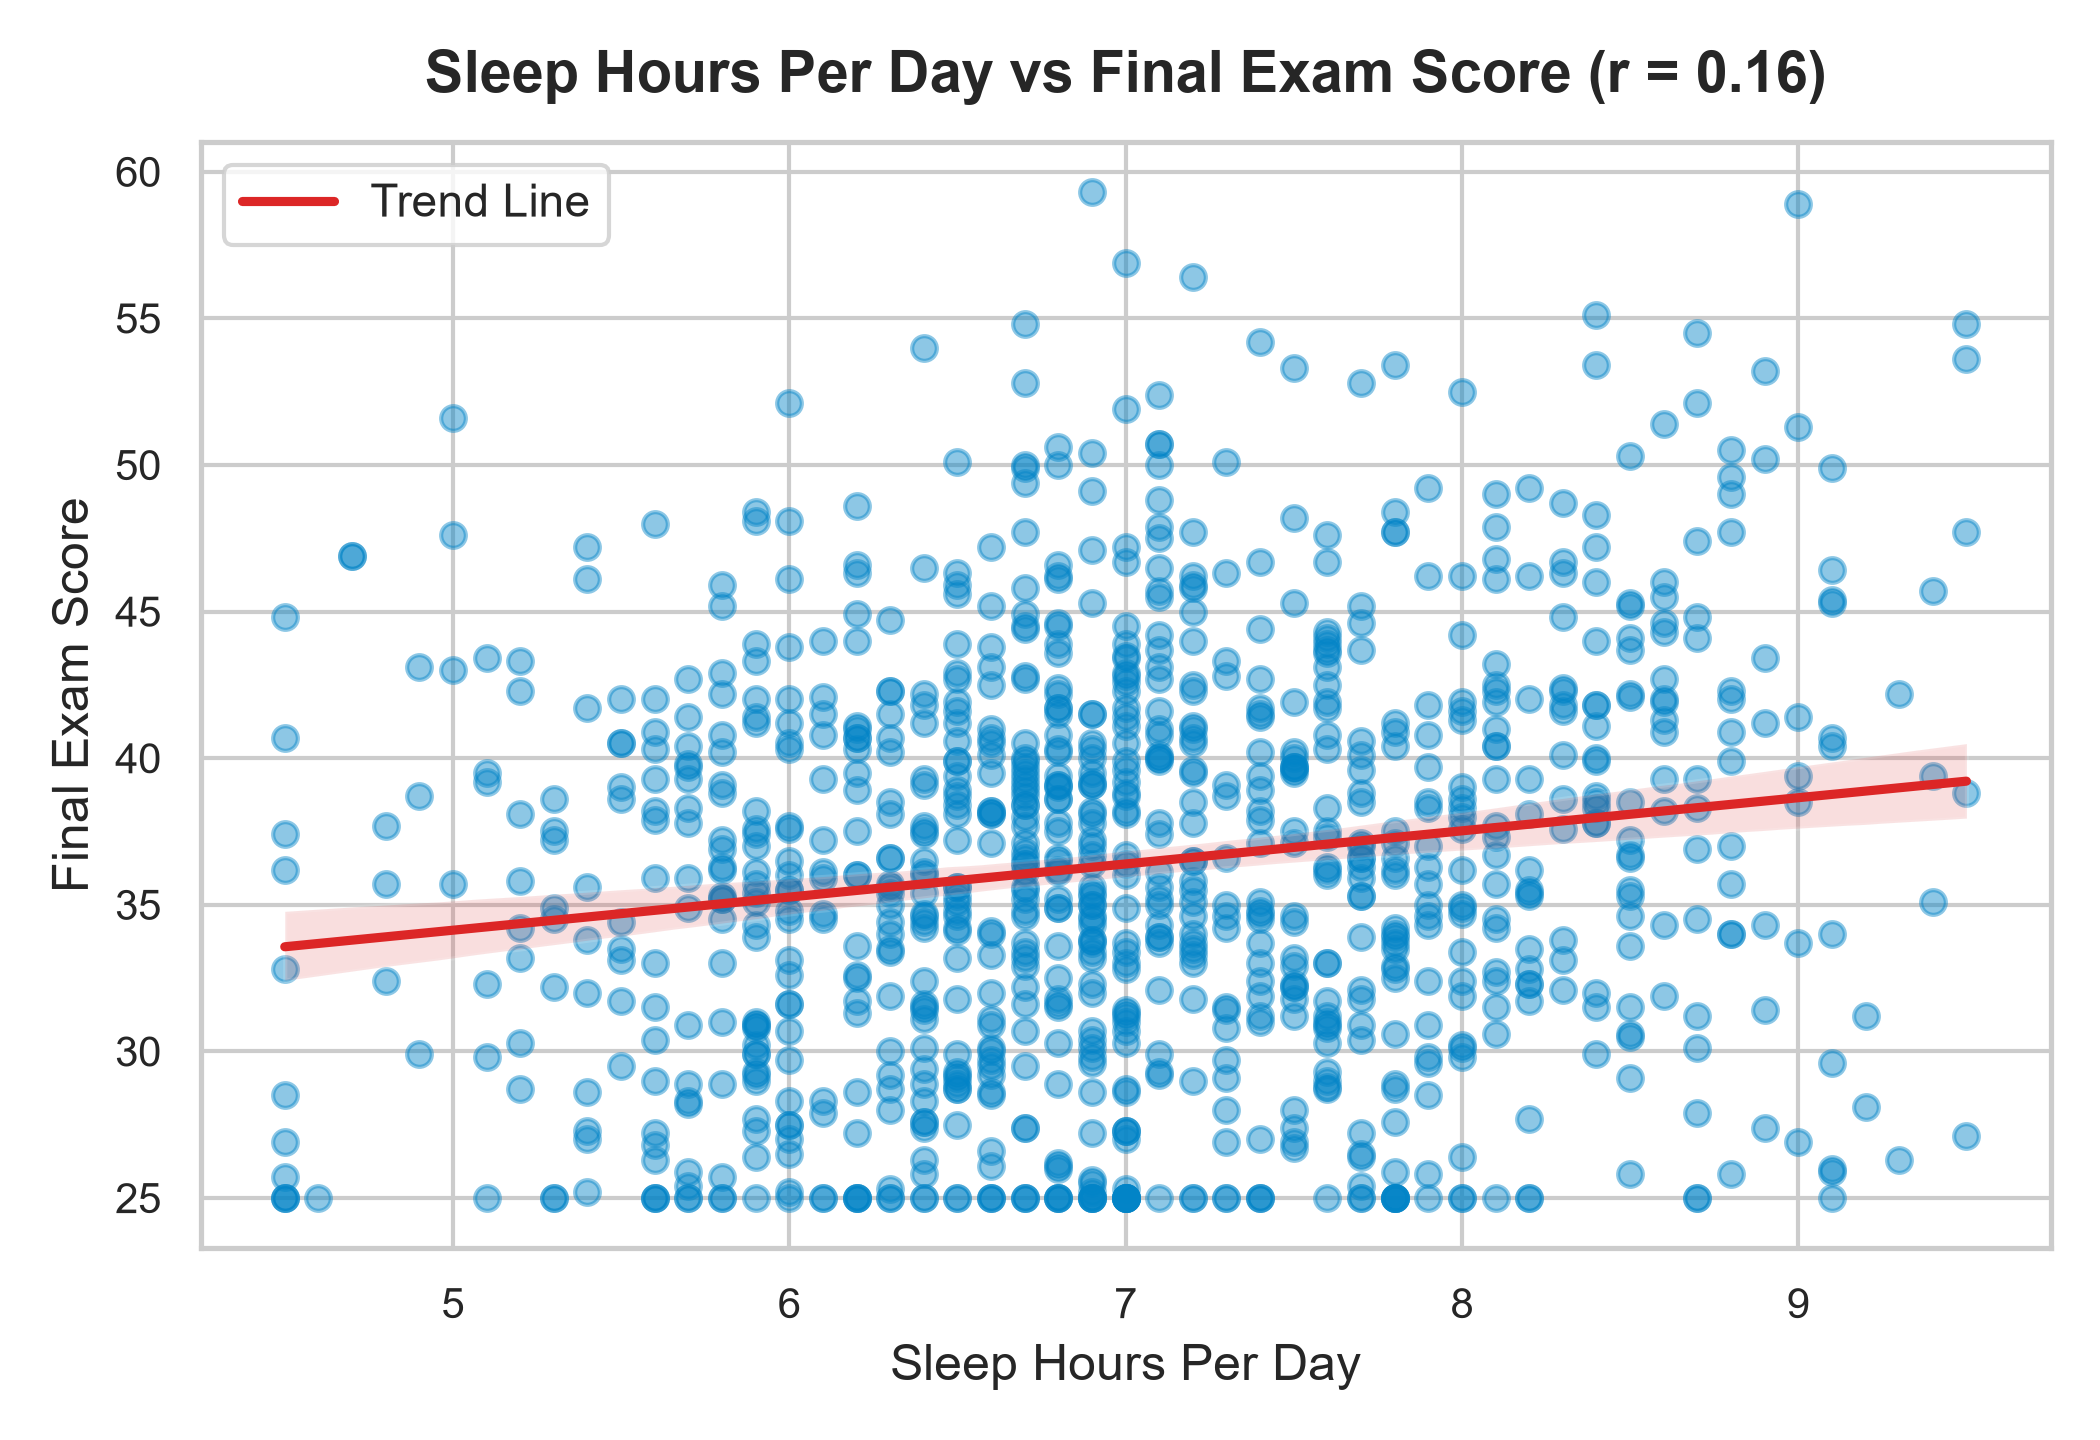 Sleep Hours Per Day vs Final Exam Score (r = 0.16)
Trend Line
60
55
50
45
40
35
30
25
Final Exam Score
5 6 7 8 9
Sleep Hours Per Day